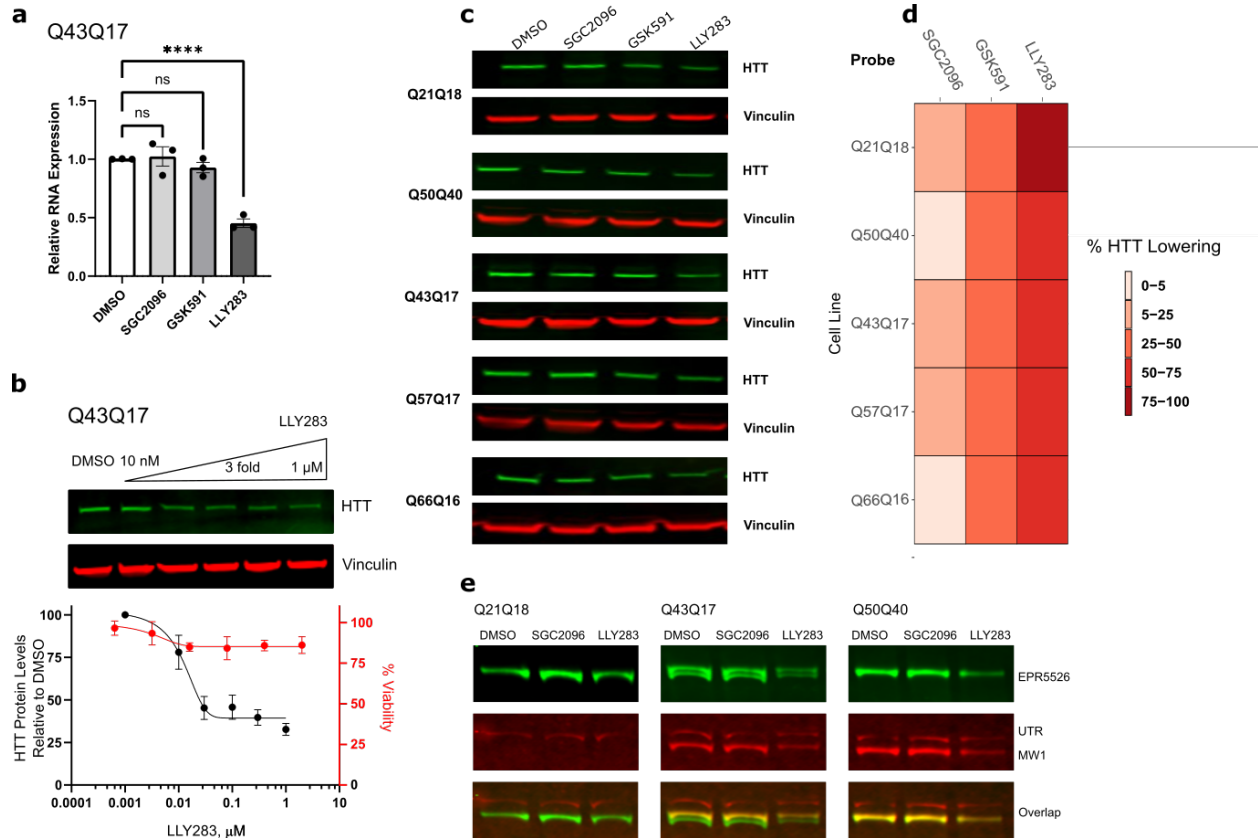 a
Q43Q17
****
ns
ns
Relative RNA Expression
1.5
1.0
0.5
0.0
DMSO
SGC2096
GSK591
LLY283
b
Q43Q17
LLY283
DMSO 10 nM 3 fold 1 µM
HTT
Vinculin
HTT Protein Levels
Relative to DMSO
100
75
50
25
0
100
75
50
25
0
% Viability
0.0001 0.001 0.01 0.1 1 10
LLY283, µM
c
DMSO SGC2096 GSK591 LLY283
Q21Q18
HTT
Vinculin
Q50Q40
HTT
Vinculin
Q43Q17
HTT
Vinculin
Q57Q17
HTT
Vinculin
Q66Q16
HTT
Vinculin
d
Probe
SGC2096 GSK591 LLY283
Cell Line
Q21Q18
Q50Q40
Q43Q17
Q57Q17
Q66Q16
% HTT Lowering
0−5
5−25
25−50
50−75
75−100
e
Q21Q18 Q43Q17 Q50Q40
DMSO SGC2096 LLY283 DMSO SGC2096 LLY283 DMSO SGC2096 LLY283
EPR5526
UTR
MW1
Overlap